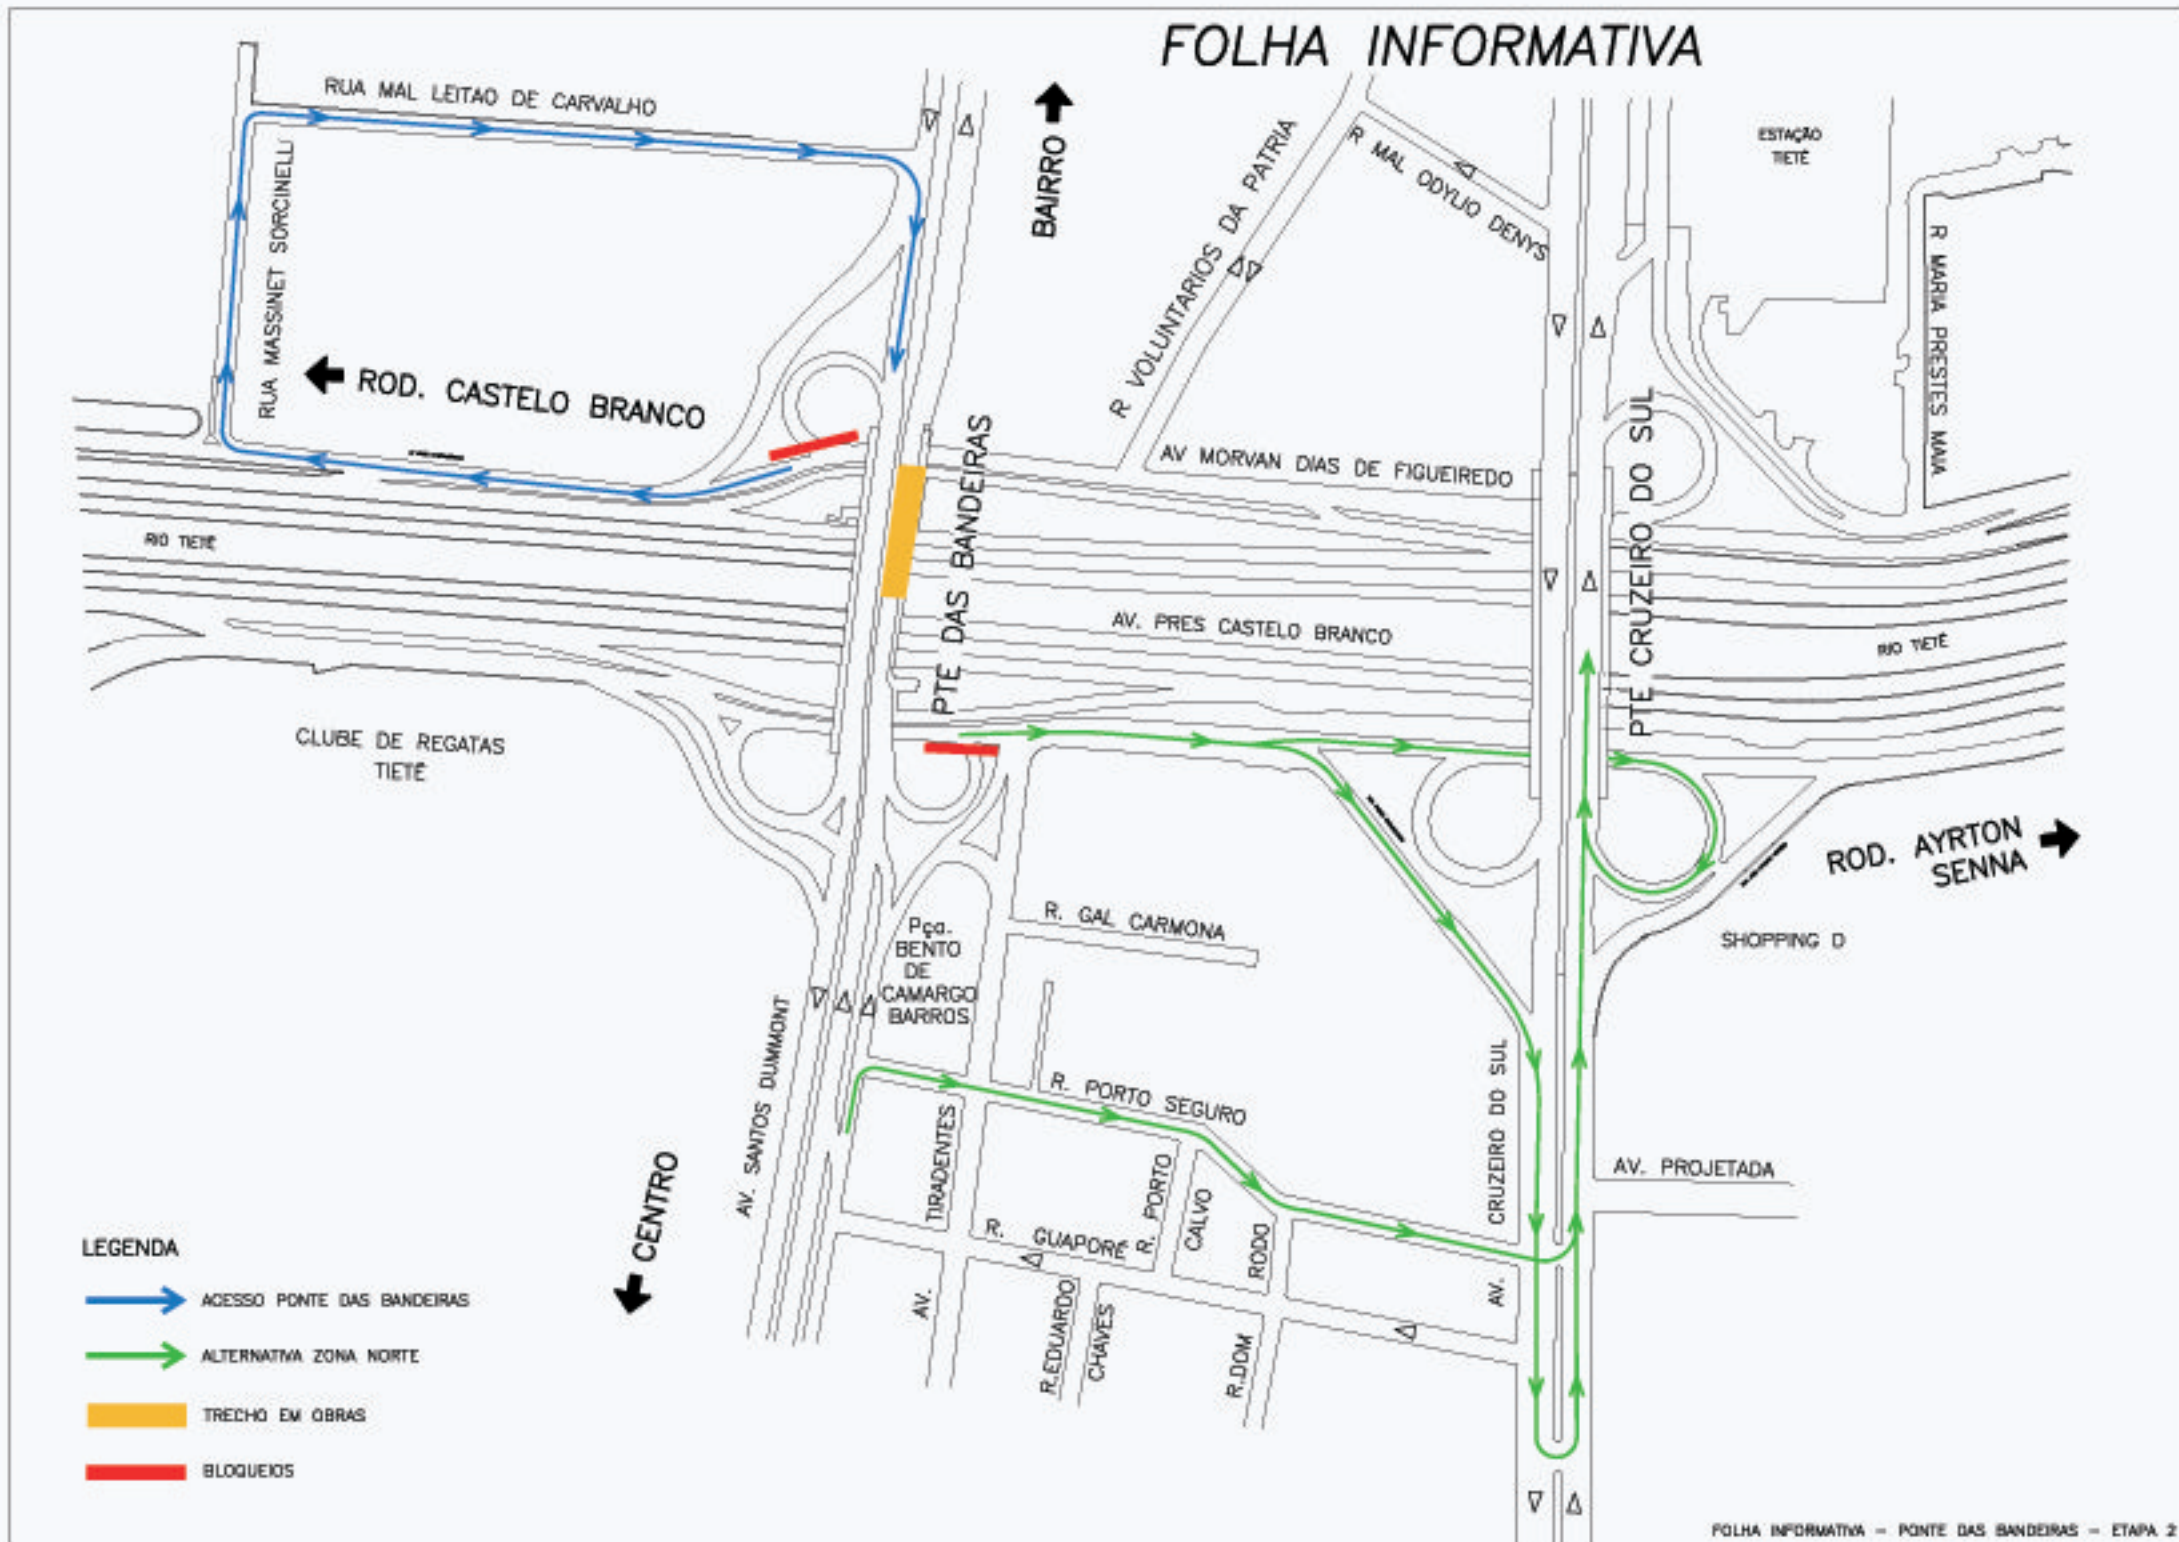 FOLHA INFORMATIVA
RUA MAL LEITAO DE CARVALHO
RUA MASSINET SORCINELLI
BAIRRO
R VOLUNTARIOS DA PATRIA
R MAL ODYLIO DENYS
ESTAÇÃO
TIETÊ
R MARIA PRESTES MAIA
ROD. CASTELO BRANCO
AV MORVAN DIAS DE FIGUEIREDO
PTE DAS BANDEIRAS
PTE CRUZEIRO DO SUL
RIO TIETÊ
AV. PRES CASTELO BRANCO
RIO TIETÊ
CLUBE DE REGATAS
TIETÊ
ROD. AYRTON
SENNA
SHOPPING D
R. GAL CARMONA
Pça.
BENTO
DE
CAMARGO
BARROS
AV. SANTOS DUMMONT
R. PORTO SEGURO
AV. TIRADENTES
AV. CRUZEIRO DO SUL
AV. PROJETADA
CENTRO
R. GUAPORÉ
R. PORTO
CALVO
R.DOM RODO
R.EDUARDO
CHAVES
LEGENDA
ACESSO PONTE DAS BANDEIRAS
ALTERNATIVA ZONA NORTE
TRECHO EM OBRAS
BLOQUEIOS
FOLHA INFORMATIVA - PONTE DAS BANDEIRAS - ETAPA 2